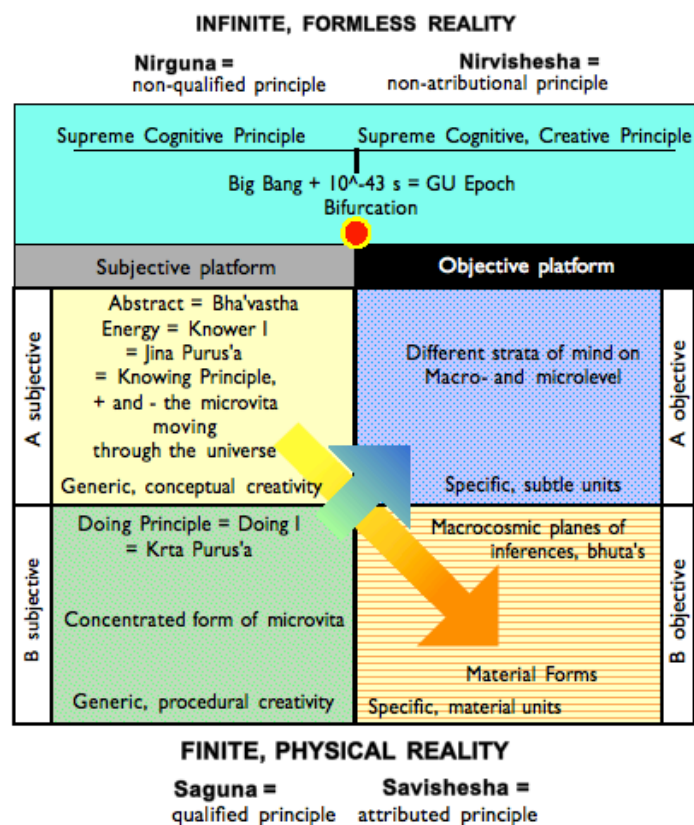 INFINITE, FORMLESS REALITY
Nirguna =
non-qualified principle
Nirvishesha =
non-atributional principle
Supreme Cognitive Principle
Supreme Cognitive, Creative Principle
Big Bang + 10^-43 s = GU Epoch
Bifurcation
Subjective platform
Objective platform
A subjective
Abstract = Bha'vastha
Energy = Knower I
= Jina Purus'a
= Knowing Principle,
+ and - the microvita
moving
through the universe
Generic, conceptual creativity
Different strata of mind on
Macro- and microlevel
Specific, subtle units
A objective
B subjective
Doing Principle = Doing I
= Krta Purus'a
Concentrated form of microvita
Generic, procedural creativity
Macrocosmic planes of
inferences, bhuta's
Material Forms
Specific, material units
B objective
FINITE, PHYSICAL REALITY
Saguna =
qualified principle
Savishesha =
attributed principle